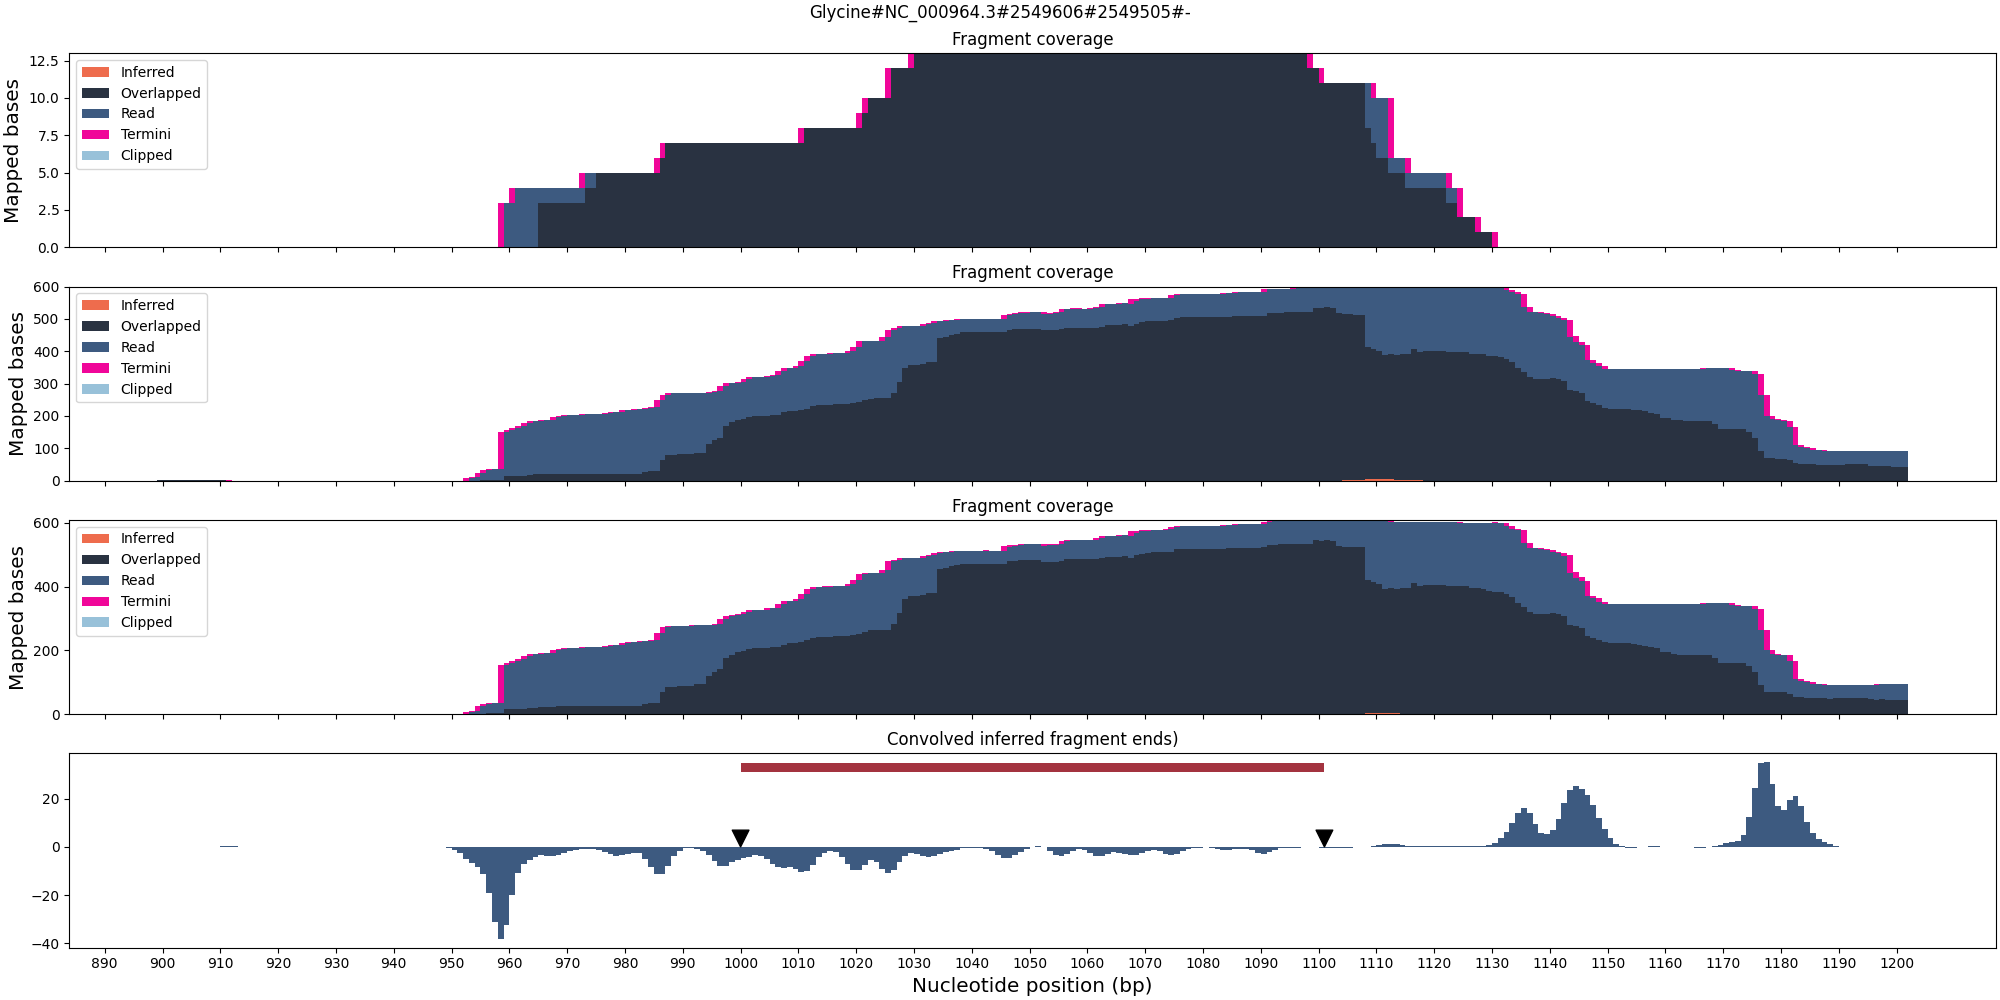 Glycine#NC_000964.3#2549606#2549505#-
Fragment coverage
Mapped bases
12.5
10.0
7.5
5.0
2.5
0.0
Inferred
Overlapped
Read
Termini
Clipped
Fragment coverage
Mapped bases
600
500
400
300
200
100
0
Inferred
Overlapped
Read
Termini
Clipped
Fragment coverage
Mapped bases
600
400
200
0
Inferred
Overlapped
Read
Termini
Clipped
Convolved inferred fragment ends)
20
0
−20
−40
890 900 910 920 930 940 950 960 970 980 990 1000 1010 1020 1030 1040 1050 1060 1070 1080 1090 1100 1110 1120 1130 1140 1150 1160 1170 1180 1190 1200
Nucleotide position (bp)